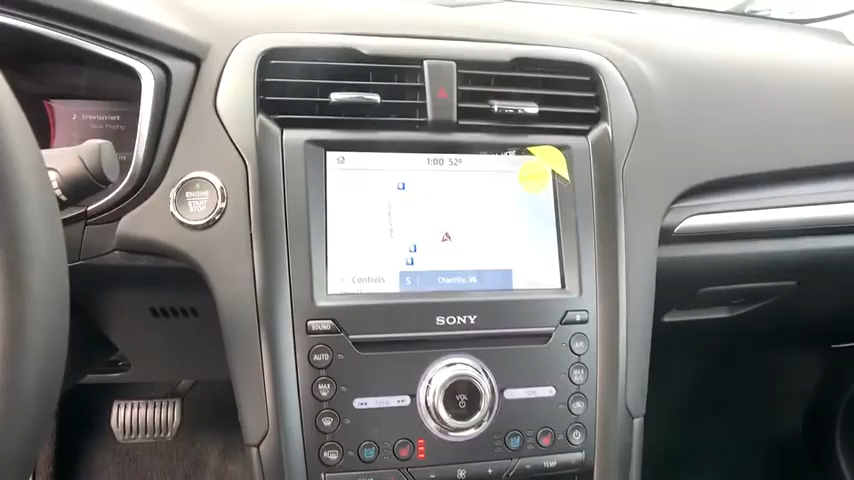 Entertainment
Now Playing
ENGINE
START
STOP
1:00 52°
Controls
S
Chantilly, VA
SONY
SOUND
AUTO
MAX
R
VOL
TUNE
A/C
MAX
A/C
TEMP